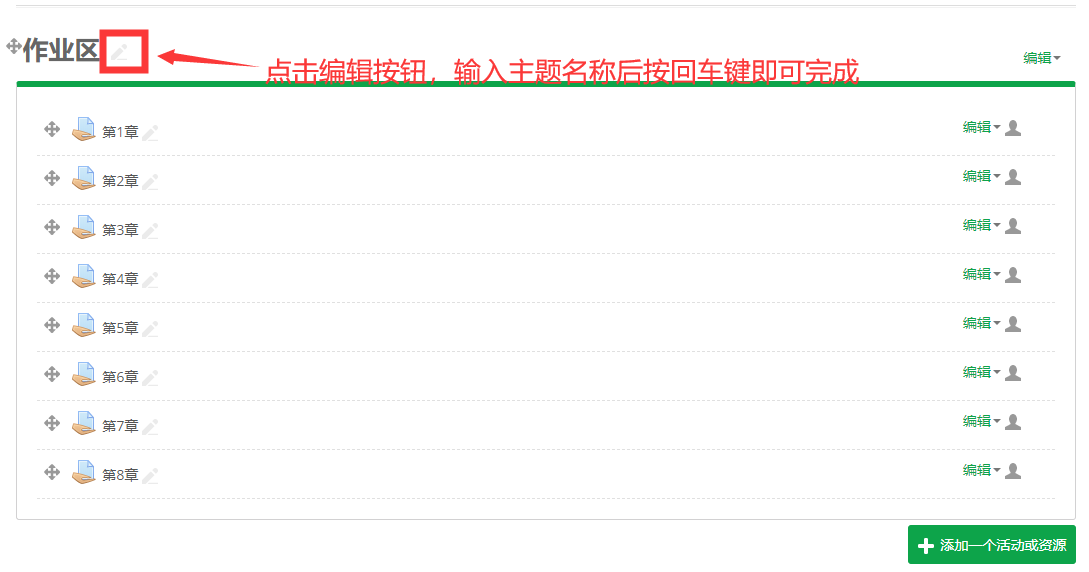 作业区
编辑
点击编辑按钮，输入主题名称后按回车键即可完成
第1章 编辑
第2章 编辑
第3章 编辑
第4章 编辑
第5章 编辑
第6章 编辑
第7章 编辑
第8章 编辑
添加一个活动或资源